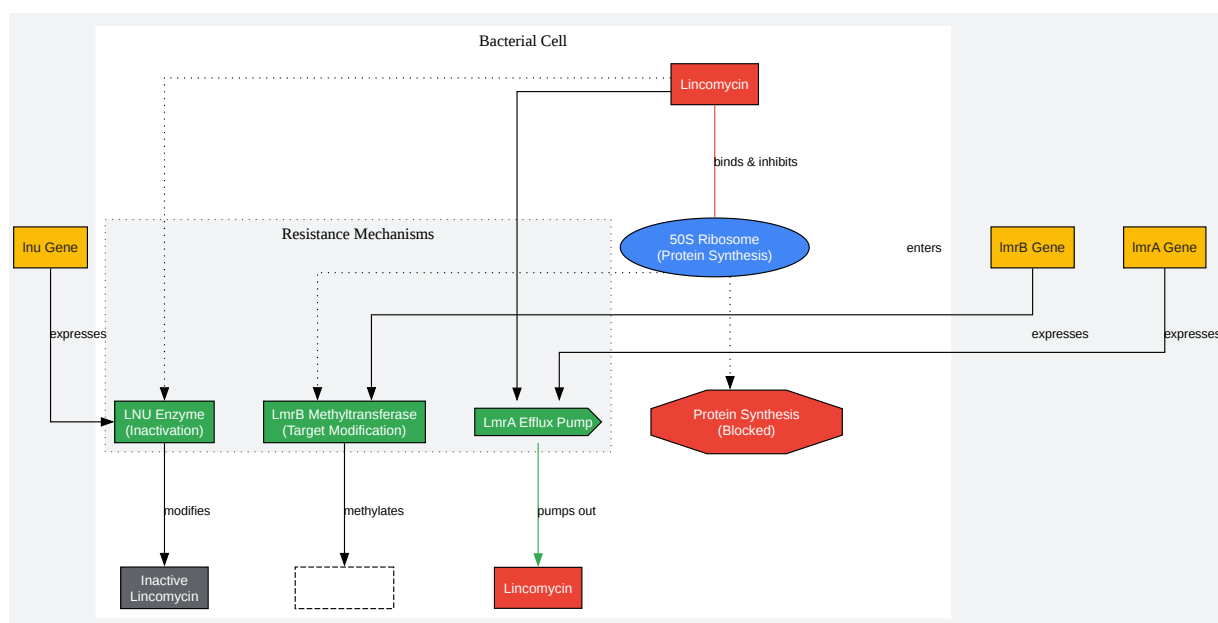 Bacterial Cell
Lincomycin
binds & inhibits
Resistance Mechanisms
lnu Gene
50S Ribosome
(Protein Synthesis)
enters
lmrB Gene
lmrA Gene
expresses
expresses
expresses
LNU Enzyme
(Inactivation)
LmrB Methyltransferase
(Target Modification)
LmrA Efflux Pump
Protein Synthesis
(Blocked)
modifies
methylates
pumps out
Inactive
Lincomycin
Lincomycin